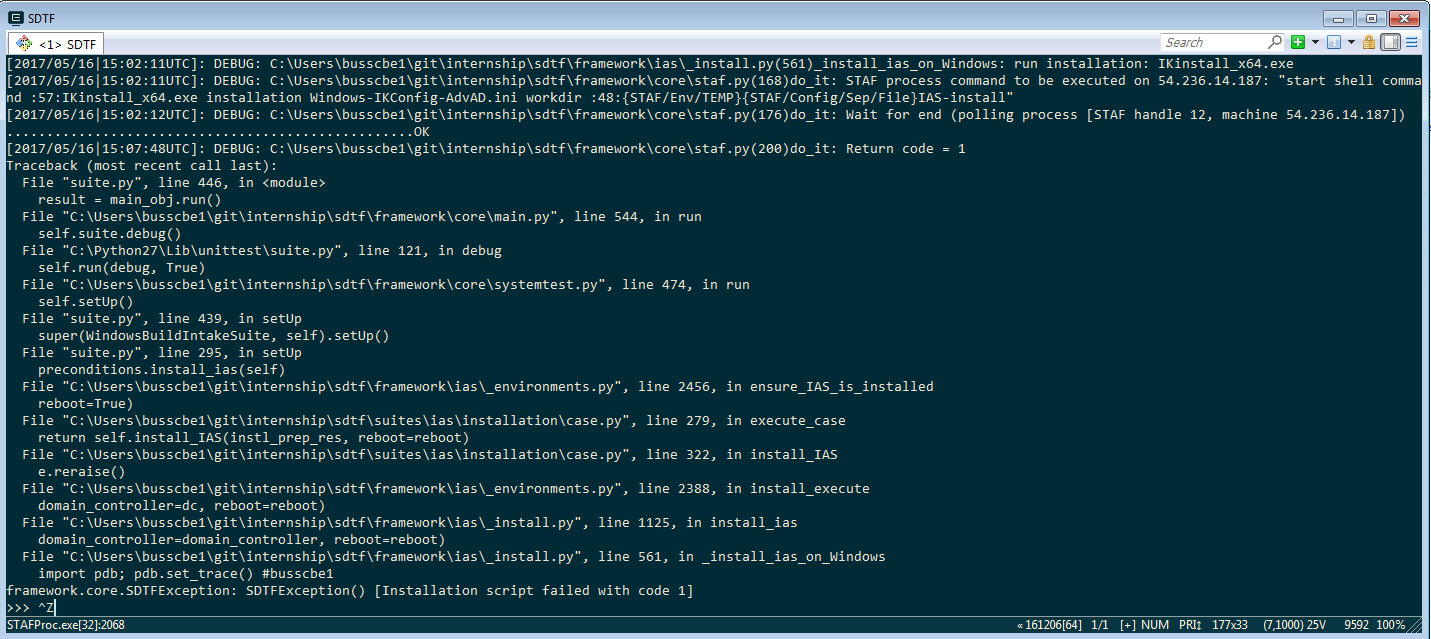 SDTF
<1> SDTF
Search
[2017/05/16|15:02:11UTC]: DEBUG: C:\Users\busscbe1\git\internship\sdtf\framework\ias\_install.py(561)_install_ias_on_Windows: run installation: IKinstall_x64.exe
[2017/05/16|15:02:11UTC]: DEBUG: C:\Users\busscbe1\git\internship\sdtf\framework\core\staf.py(168)do_it: STAF process command to be executed on 54.236.14.187: "start shell comma
nd :57:IKinstall_x64.exe installation Windows-IKConfig-AdvAD.ini workdir :48:{STAF/Env/TEMP}{STAF/Config/Sep/File}IAS-install"
[2017/05/16|15:02:12UTC]: DEBUG: C:\Users\busscbe1\git\internship\sdtf\framework\core\staf.py(176)do_it: Wait for end (polling process [STAF handle 12, machine 54.236.14.187])
...................................................OK
[2017/05/16|15:07:48UTC]: DEBUG: C:\Users\busscbe1\git\internship\sdtf\framework\core\staf.py(200)do_it: Return code = 1
Traceback (most recent call last):
  File "suite.py", line 446, in <module>
    result = main_obj.run()
  File "C:\Users\busscbe1\git\internship\sdtf\framework\core\main.py", line 544, in run
    self.suite.debug()
  File "C:\Python27\Lib\unittest\suite.py", line 121, in debug
    self.run(debug, True)
  File "C:\Users\busscbe1\git\internship\sdtf\framework\core\systemtest.py", line 474, in run
    self.setUp()
  File "suite.py", line 439, in setUp
    super(WindowsBuildIntakeSuite, self).setUp()
  File "suite.py", line 295, in setUp
    preconditions.install_ias(self)
  File "C:\Users\busscbe1\git\internship\sdtf\framework\ias\_environments.py", line 2456, in ensure_IAS_is_installed
    reboot=True)
  File "C:\Users\busscbe1\git\internship\sdtf\suites\ias\installation\case.py", line 279, in execute_case
    return self.install_IAS(instl_prep_res, reboot=reboot)
  File "C:\Users\busscbe1\git\internship\sdtf\suites\ias\installation\case.py", line 322, in install_IAS
    e.reraise()
  File "C:\Users\busscbe1\git\internship\sdtf\framework\ias\_environments.py", line 2388, in install_execute
    domain_controller=dc, reboot=reboot)
  File "C:\Users\busscbe1\git\internship\sdtf\framework\ias\_install.py", line 1125, in install_ias
    domain_controller=domain_controller, reboot=reboot)
  File "C:\Users\busscbe1\git\internship\sdtf\framework\ias\_install.py", line 561, in _install_ias_on_Windows
    import pdb; pdb.set_trace() #busscbe1
framework.core.SDTFException: SDTFException() [Installation script failed with code 1]
>>> ^Z
STAFProc.exe[32]:2068 «161206[64] 1/1 [+] NUM PRI↕ 177x33 (7,1000) 25V 9592 100%